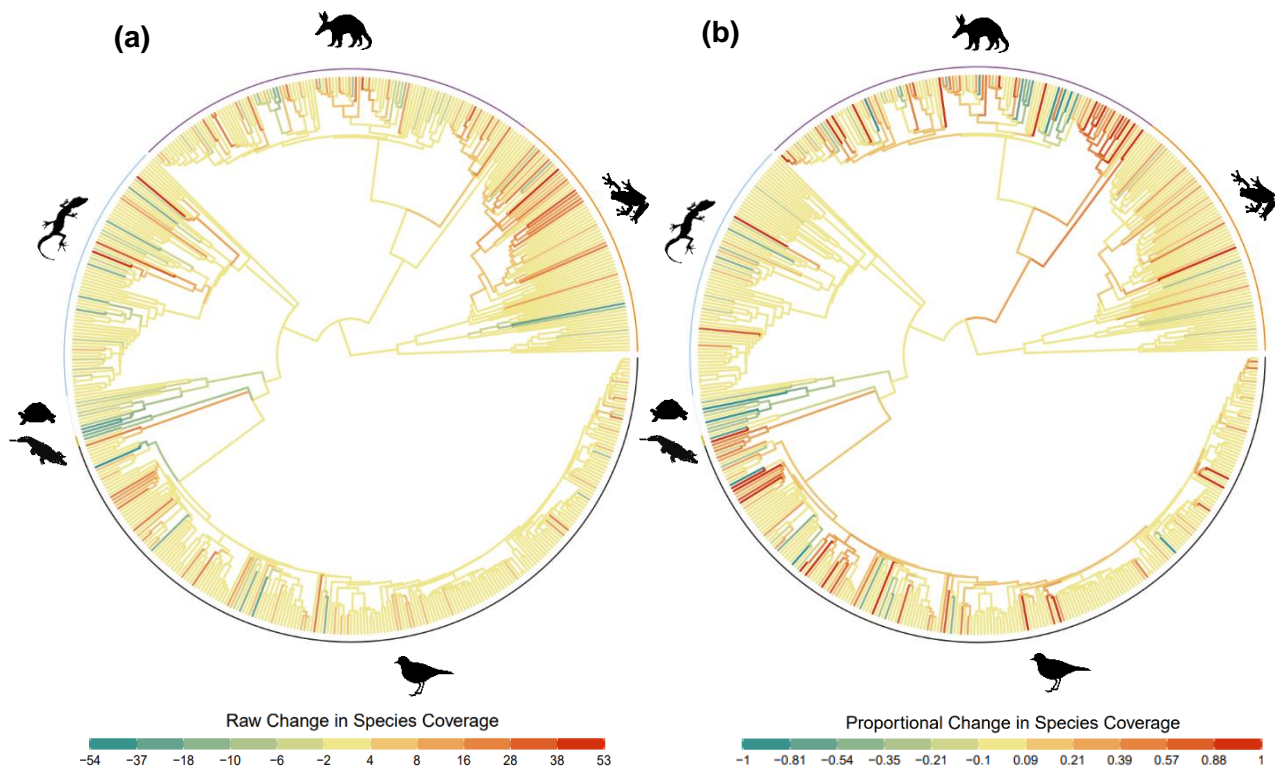 (a)
(b)
Raw Change in Species Coverage
−54 −37 −18 −10 −6 −2 4 8 16 28 38 53
Proportional Change in Species Coverage
−1 −0.81 −0.54 −0.35 −0.21 −0.1 0.09 0.21 0.39 0.57 0.88 1